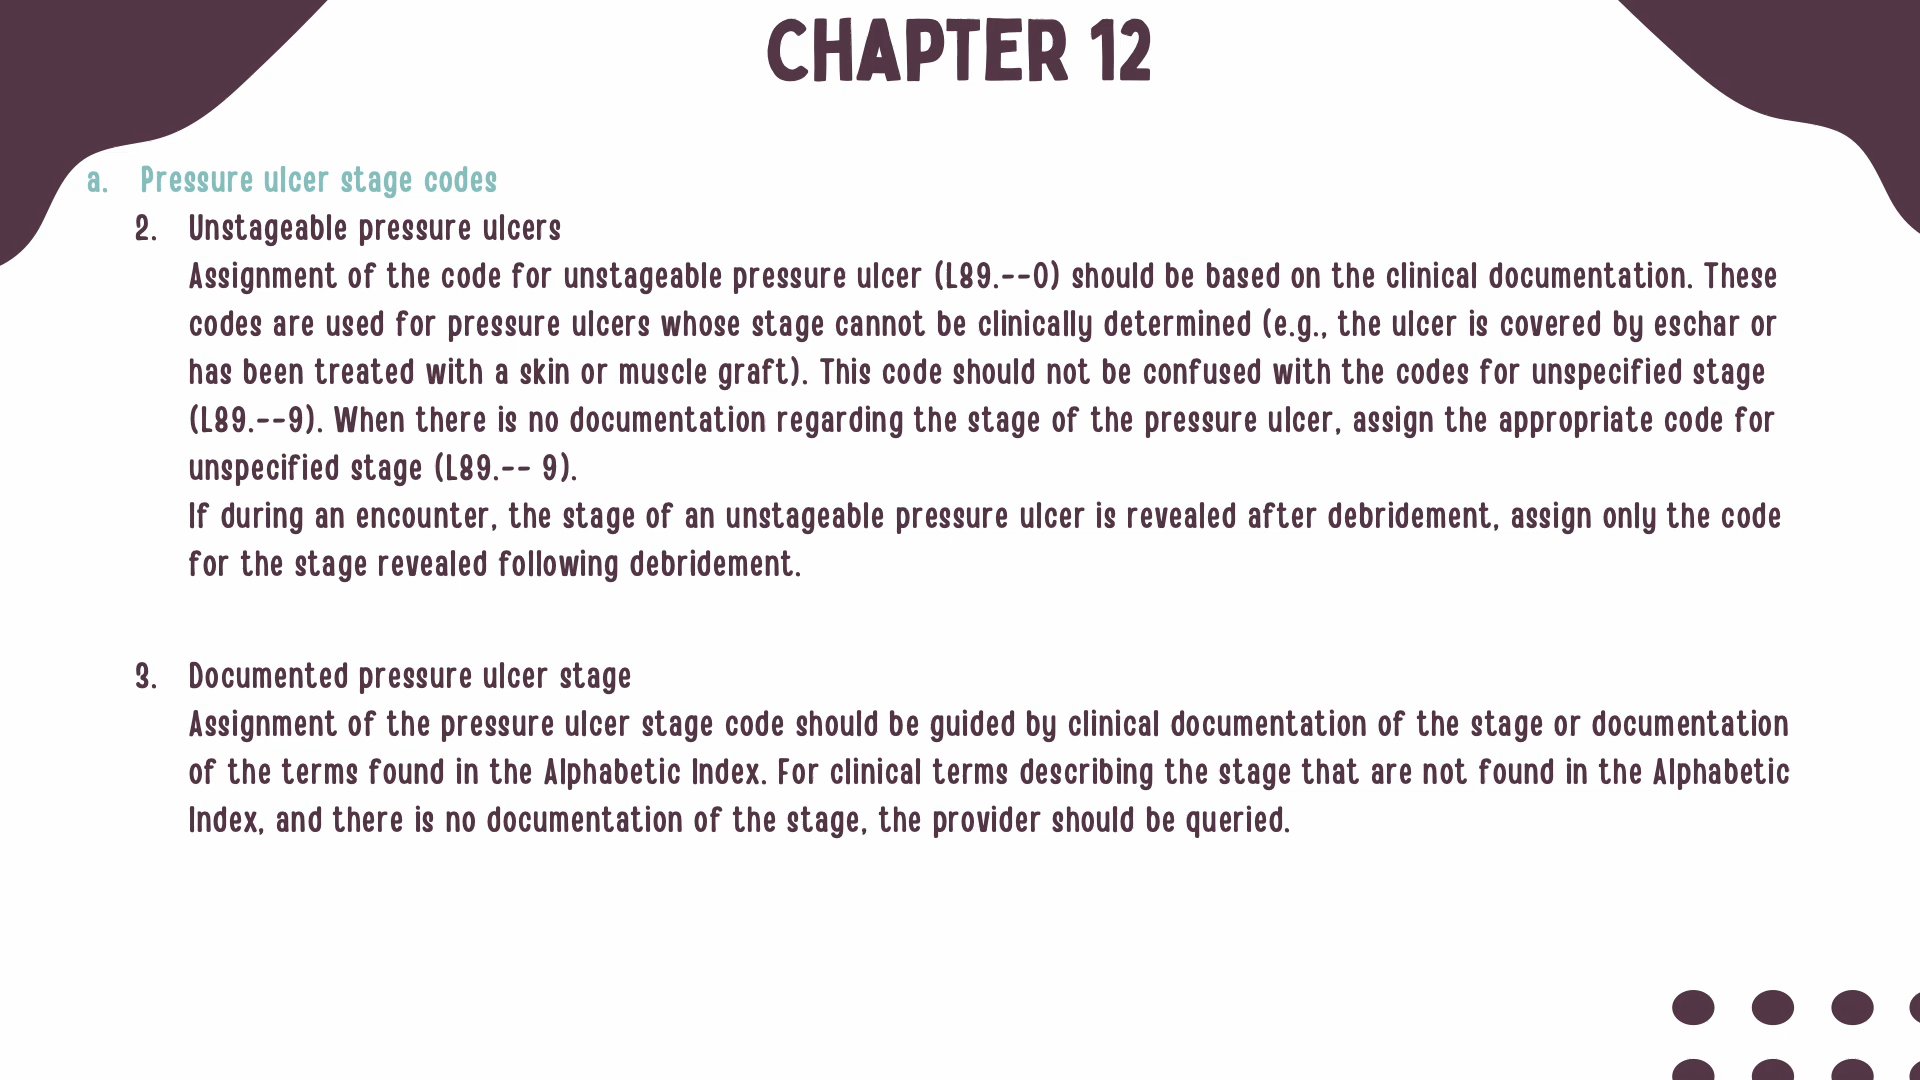 CHAPTER 12
a. Pressure ulcer stage codes
2. Unstageable pressure ulcers
Assignment of the code for unstageable pressure ulcer (L89.--0) should be based on the clinical documentation. These
codes are used for pressure ulcers whose stage cannot be clinically determined (e.g., the ulcer is covered by eschar or
has been treated with a skin or muscle graft). This code should not be confused with the codes for unspecified stage
(L89.--9). When there is no documentation regarding the stage of the pressure ulcer, assign the appropriate code for
unspecified stage (L89.-- 9).
If during an encounter, the stage of an unstageable pressure ulcer is revealed after debridement, assign only the code
for the stage revealed following debridement.
3. Documented pressure ulcer stage
Assignment of the pressure ulcer stage code should be guided by clinical documentation of the stage or documentation
of the terms found in the Alphabetic Index. For clinical terms describing the stage that are not found in the Alphabetic
Index, and there is no documentation of the stage, the provider should be queried.